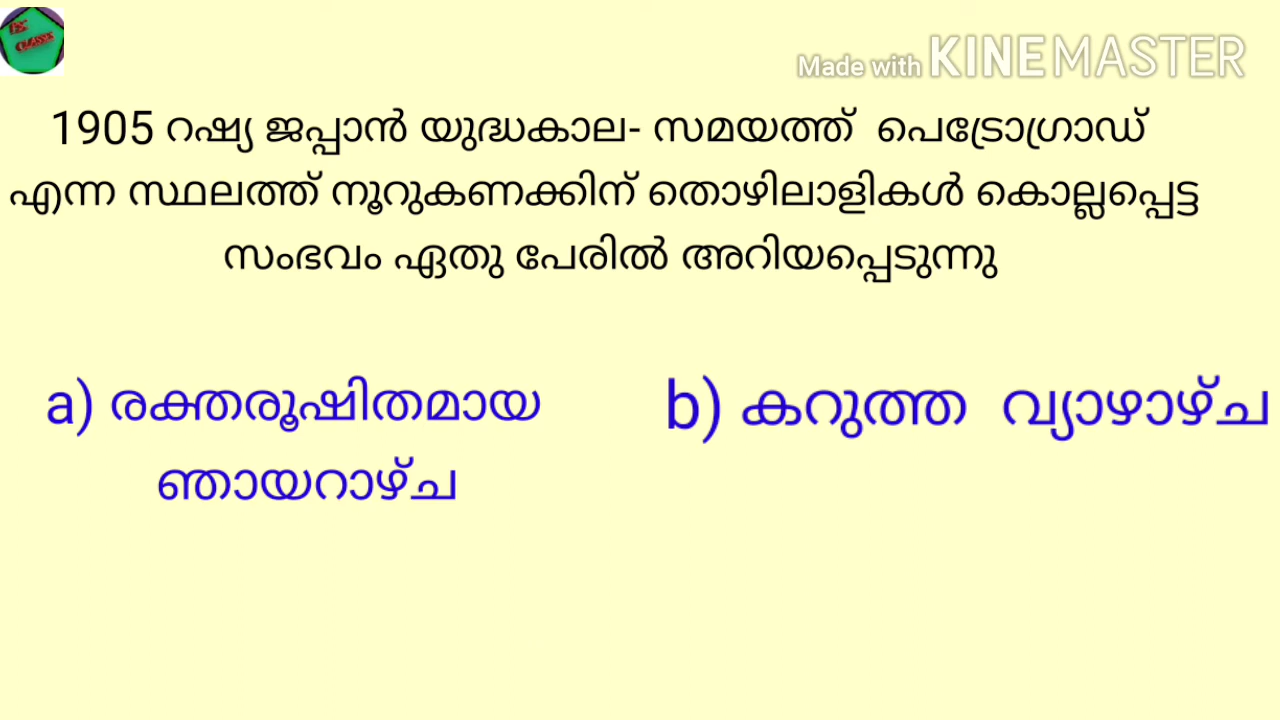 Made with KINEMASTER
1905 റഷ്യ ജപ്പാൻ യുദ്ധകാല- സമയത്ത് പെട്രോഗ്രാഡ്
എന്ന സ്ഥലത്ത് നൂറുകണക്കിന് തൊഴിലാളികൾ കൊല്ലപ്പെട്ട
സംഭവം ഏതു പേരിൽ അറിയപ്പെടുന്നു
a) രക്തരൂഷിതമായ
ഞായറാഴ്ച
b) കറുത്ത വ്യാഴാഴ്ച